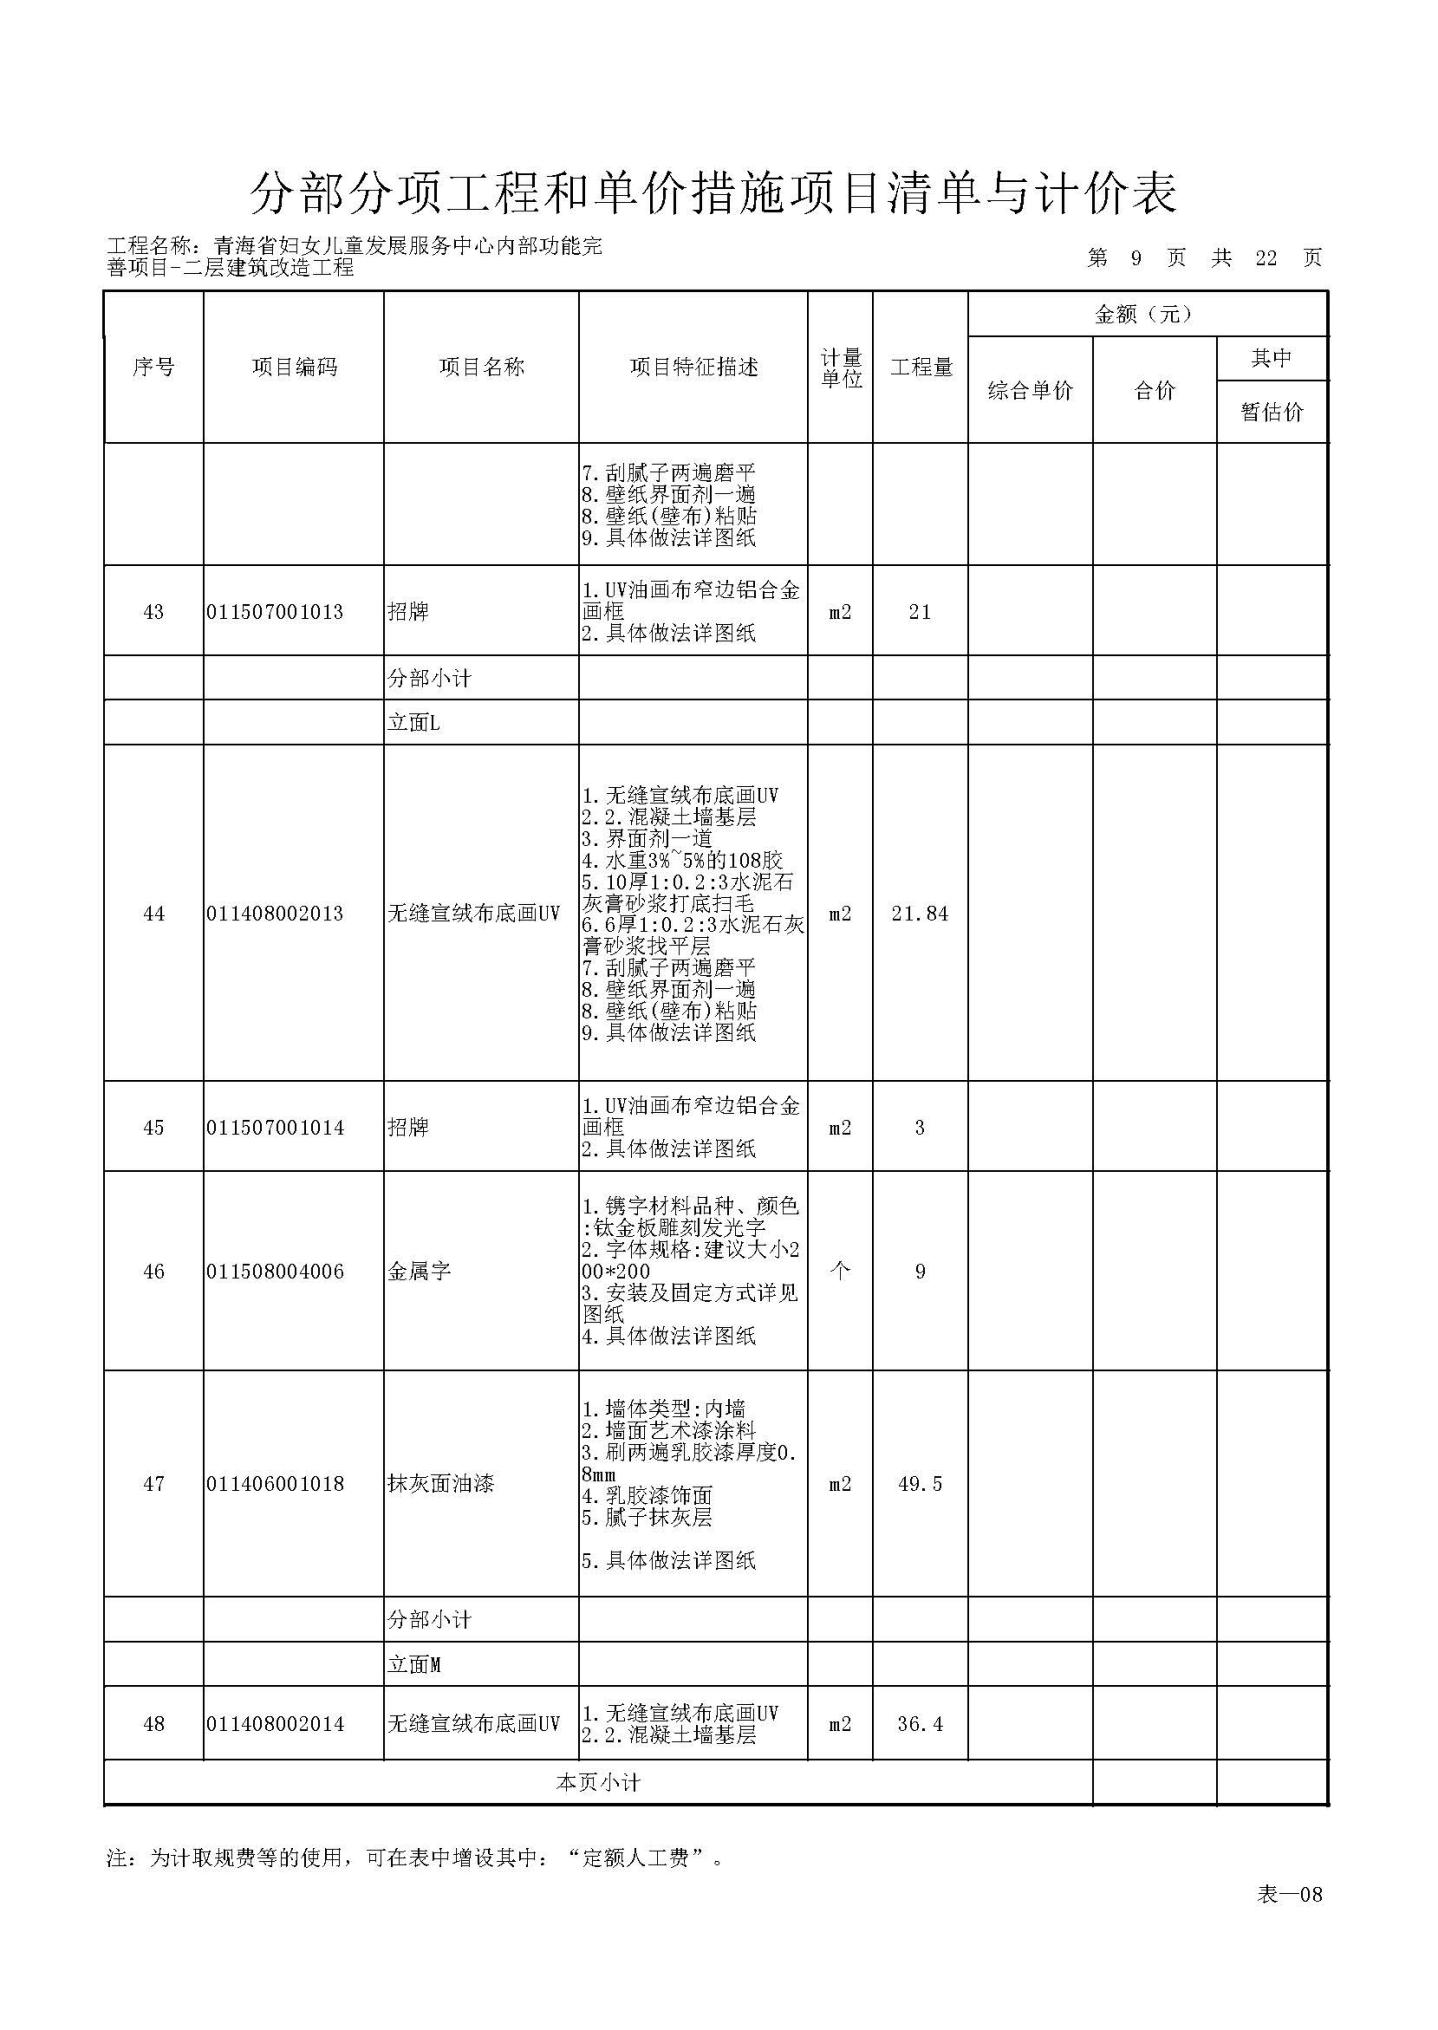 分部分项工程和单价措施项目清单与计价表
工程名称：青海省妇女儿童发展服务中心内部功能完
善项目-二层建筑改造工程
第 9 页 共 22 页
序号
项目编码
项目名称
项目特征描述
计量
单位
工程量
金额（元）
综合单价
合价
其中
暂估价
7.刮腻子两遍磨平
8.壁纸界面剂一遍
8.壁纸(壁布)粘贴
9.具体做法详图纸
43
011507001013
招牌
1.UV油画布窄边铝合金
画框
2.具体做法详图纸
m2
21
分部小计
立面L
44
011408002013
无缝宣绒布底画UV
1.无缝宣绒布底画UV
2.2.混凝土墙基层
3.界面剂一道
4.水重3%~5%的108胶
5.10厚1:0.2:3水泥石
灰膏砂浆打底扫毛
6.6厚1:0.2:3水泥石灰
膏砂浆找平层
7.刮腻子两遍磨平
8.壁纸界面剂一遍
8.壁纸(壁布)粘贴
9.具体做法详图纸
m2
21.84
45
011507001014
招牌
1.UV油画布窄边铝合金
画框
2.具体做法详图纸
m2
3
46
011508004006
金属字
1.镌字材料品种、颜色
:钛金板雕刻发光字
2.字体规格:建议大小2
00*200
3.安装及固定方式详见
图纸
4.具体做法详图纸
个
9
47
011406001018
抹灰面油漆
1.墙体类型:内墙
2.墙面艺术漆涂料
3.刷两遍乳胶漆厚度0.
8mm
4.乳胶漆饰面
5.腻子抹灰层
5.具体做法详图纸
m2
49.5
分部小计
立面M
48
011408002014
无缝宣绒布底画UV
1.无缝宣绒布底画UV
2.2.混凝土墙基层
m2
36.4
本页小计
注：为计取规费等的使用，可在表中增设其中：“定额人工费”。
表—08